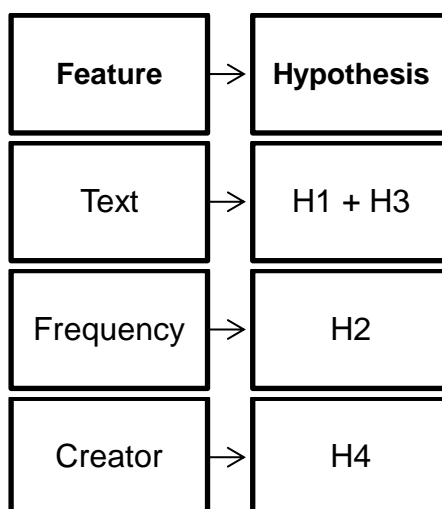 Feature → Hypothesis
Text → H1 + H3
Frequency → H2
Creator → H4